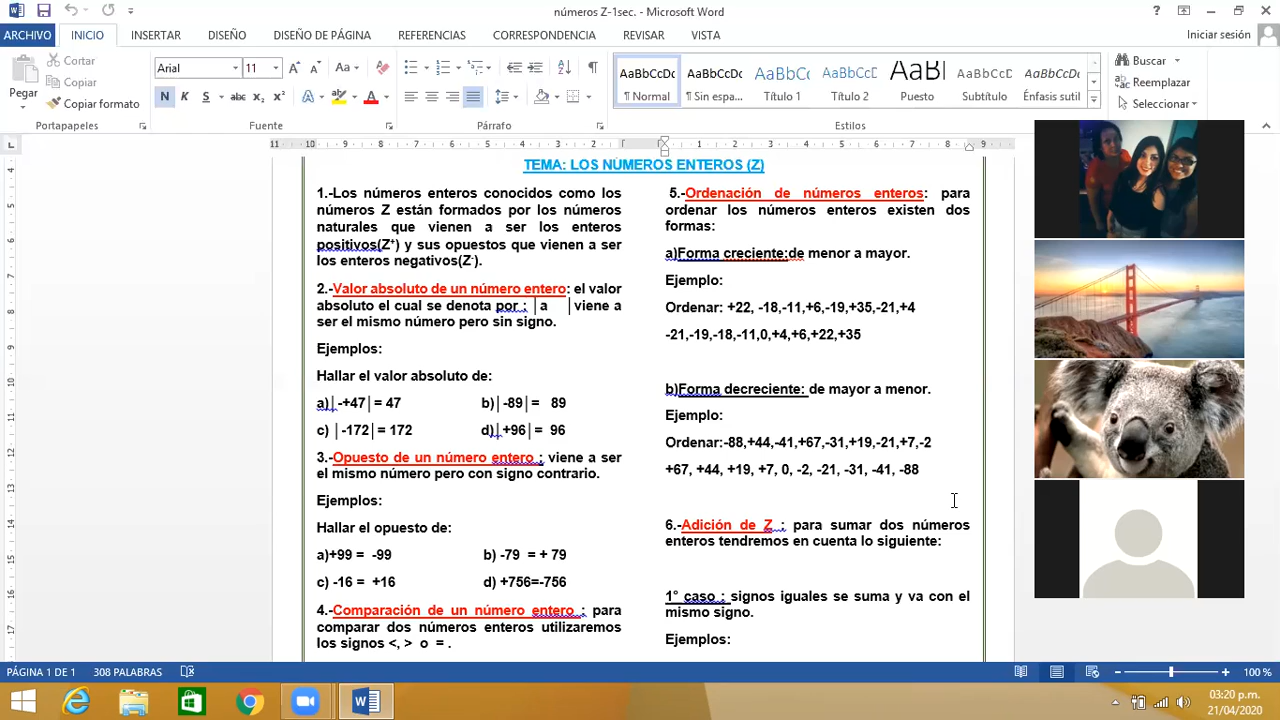 números Z-1sec. - Microsoft Word
Iniciar sesión
ARCHIVO INICIO INSERTAR DISEÑO DISEÑO DE PÁGINA REFERENCIAS CORRESPONDENCIA REVISAR VISTA
Pegar
Cortar
Copiar
Copiar formato
Portapapeles
Arial 11
Fuente
Párrafo
AaBbCcDc AaBbCcDc AaBbCc AaBbCcC AaBl AaBbCcD AaBbCcDc
¶ Normal ¶ Sin espa... Título 1 Título 2 Puesto Subtítulo Énfasis sutil
Estilos
Buscar
Reemplazar
Seleccionar
TEMA: LOS NÚMEROS ENTEROS (Z)
1.-Los números enteros conocidos como los
números Z están formados por los números
naturales que vienen a ser los enteros
positivos(Z⁺) y sus opuestos que vienen a ser
los enteros negativos(Z⁻).
2.-Valor absoluto de un número entero: el valor
absoluto el cual se denota por : │a │viene a
ser el mismo número pero sin signo.
Ejemplos:
Hallar el valor absoluto de:
a)│-+47│= 47 b)│-89│= 89
c) │-172│= 172 d)│+96│= 96
3.-Opuesto de un número entero : viene a ser
el mismo número pero con signo contrario.
Ejemplos:
Hallar el opuesto de:
a)+99 = -99 b) -79 = + 79
c) -16 = +16 d) +756=-756
4.-Comparación de un número entero : para
comparar dos números enteros utilizaremos
los signos <, > o = .
5.-Ordenación de números enteros: para
ordenar los números enteros existen dos
formas:
a)Forma creciente:de menor a mayor.
Ejemplo:
Ordenar: +22, -18,-11,+6,-19,+35,-21,+4
-21,-19,-18,-11,0,+4,+6,+22,+35
b)Forma decreciente: de mayor a menor.
Ejemplo:
Ordenar:-88,+44,-41,+67,-31,+19,-21,+7,-2
+67, +44, +19, +7, 0, -2, -21, -31, -41, -88
6.-Adición de Z : para sumar dos números
enteros tendremos en cuenta lo siguiente:
1° caso : signos iguales se suma y va con el
mismo signo.
Ejemplos:
PÁGINA 1 DE 1 308 PALABRAS 100 %
03:20 p.m.
21/04/2020